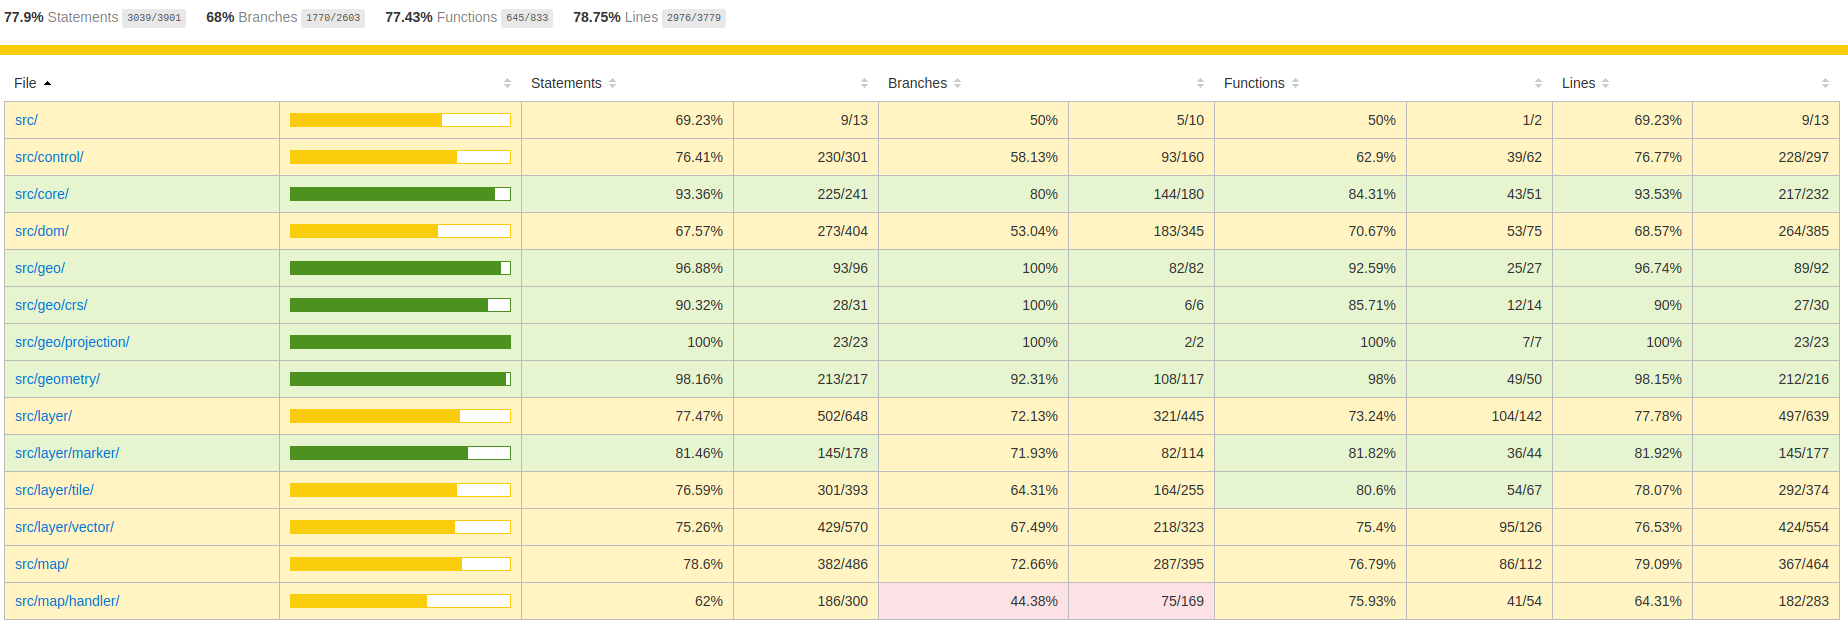 77.9% Statements 3039/3901 68% Branches 1770/2603 77.43% Functions 645/833 78.75% Lines 2976/3779
File Statements Branches Functions Lines
src/ 69.23% 9/13 50% 5/10 50% 1/2 69.23% 9/13
src/control/ 76.41% 230/301 58.13% 93/160 62.9% 39/62 76.77% 228/297
src/core/ 93.36% 225/241 80% 144/180 84.31% 43/51 93.53% 217/232
src/dom/ 67.57% 273/404 53.04% 183/345 70.67% 53/75 68.57% 264/385
src/geo/ 96.88% 93/96 100% 82/82 92.59% 25/27 96.74% 89/92
src/geo/crs/ 90.32% 28/31 100% 6/6 85.71% 12/14 90% 27/30
src/geo/projection/ 100% 23/23 100% 2/2 100% 7/7 100% 23/23
src/geometry/ 98.16% 213/217 92.31% 108/117 98% 49/50 98.15% 212/216
src/layer/ 77.47% 502/648 72.13% 321/445 73.24% 104/142 77.78% 497/639
src/layer/marker/ 81.46% 145/178 71.93% 82/114 81.82% 36/44 81.92% 145/177
src/layer/tile/ 76.59% 301/393 64.31% 164/255 80.6% 54/67 78.07% 292/374
src/layer/vector/ 75.26% 429/570 67.49% 218/323 75.4% 95/126 76.53% 424/554
src/map/ 78.6% 382/486 72.66% 287/395 76.79% 86/112 79.09% 367/464
src/map/handler/ 62% 186/300 44.38% 75/169 75.93% 41/54 64.31% 182/283